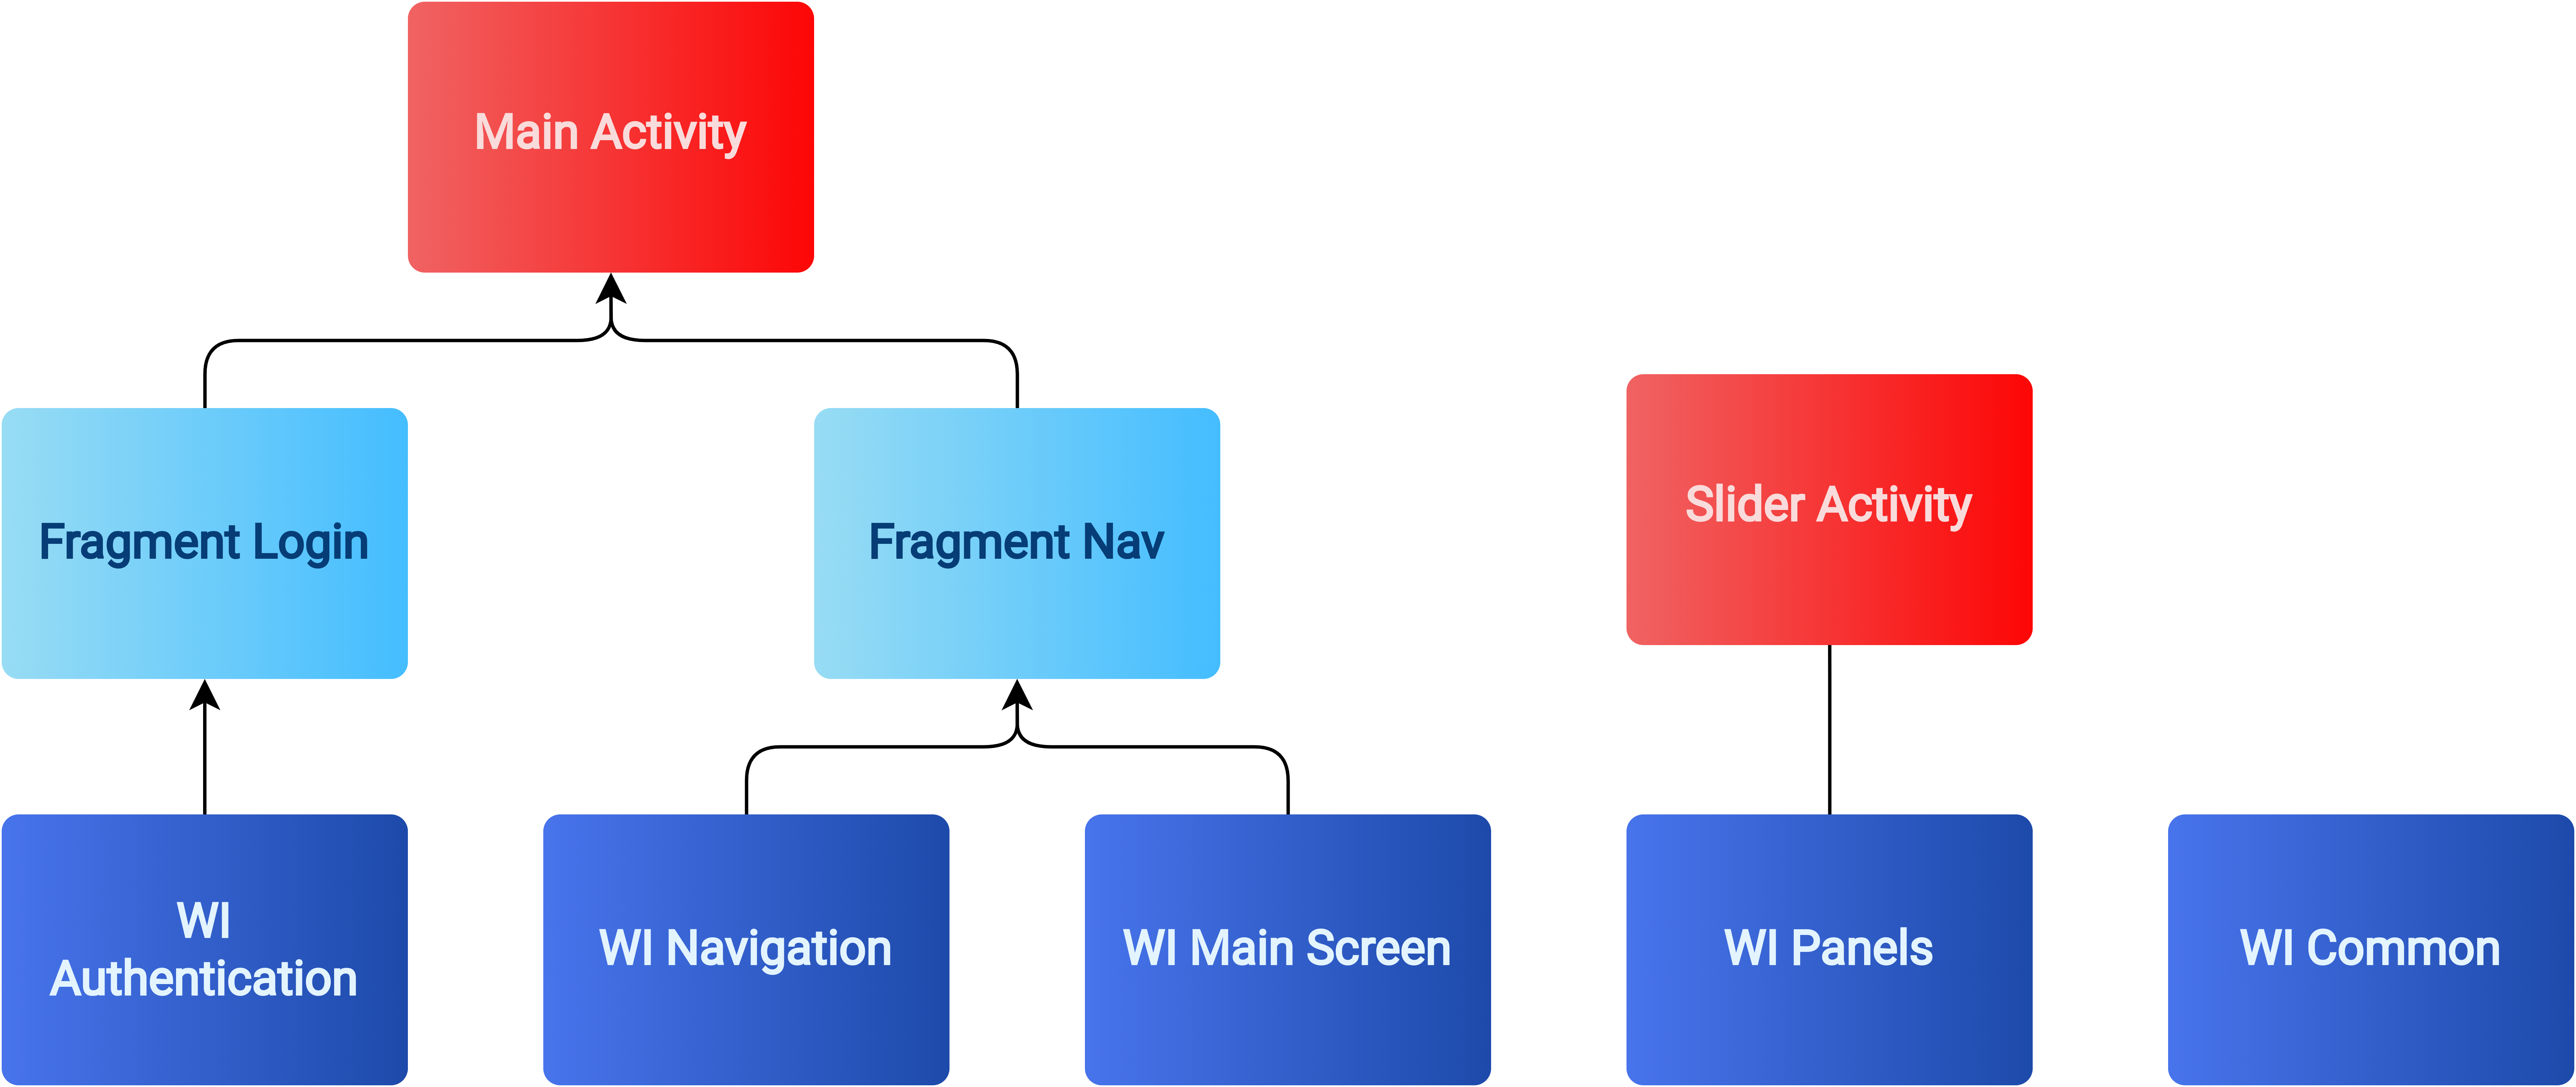 Main Activity
Fragment Login
Fragment Nav
Slider Activity
WI
Authentication
WI Navigation
WI Main Screen
WI Panels
WI Common